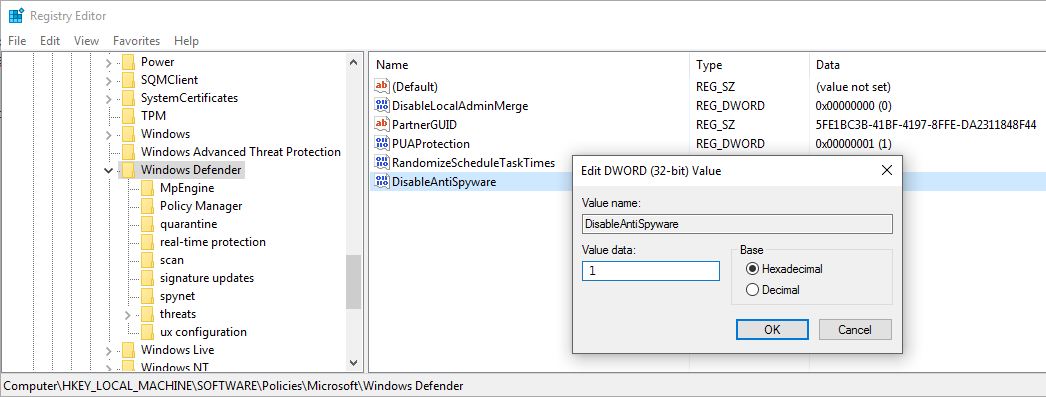 Registry Editor
File Edit View Favorites Help
Power
SQMClient
SystemCertificates
TPM
Windows
Windows Advanced Threat Protection
Windows Defender
MpEngine
Policy Manager
quarantine
real-time protection
scan
signature updates
spynet
threats
ux configuration
Windows Live
Windows NT
Name Type Data
ab (Default) REG_SZ (value not set)
DisableLocalAdminMerge REG_DWORD 0x00000000 (0)
ab PartnerGUID REG_SZ 5FE1BC3B-41BF-4197-8FFE-DA2311848F44
PUAProtection REG_DWORD 0x00000001 (1)
RandomizeScheduleTaskTimes
DisableAntiSpyware
Edit DWORD (32-bit) Value
Value name:
DisableAntiSpyware
Value data:
1
Base
Hexadecimal
Decimal
OK Cancel
Computer\HKEY_LOCAL_MACHINE\SOFTWARE\Policies\Microsoft\Windows Defender